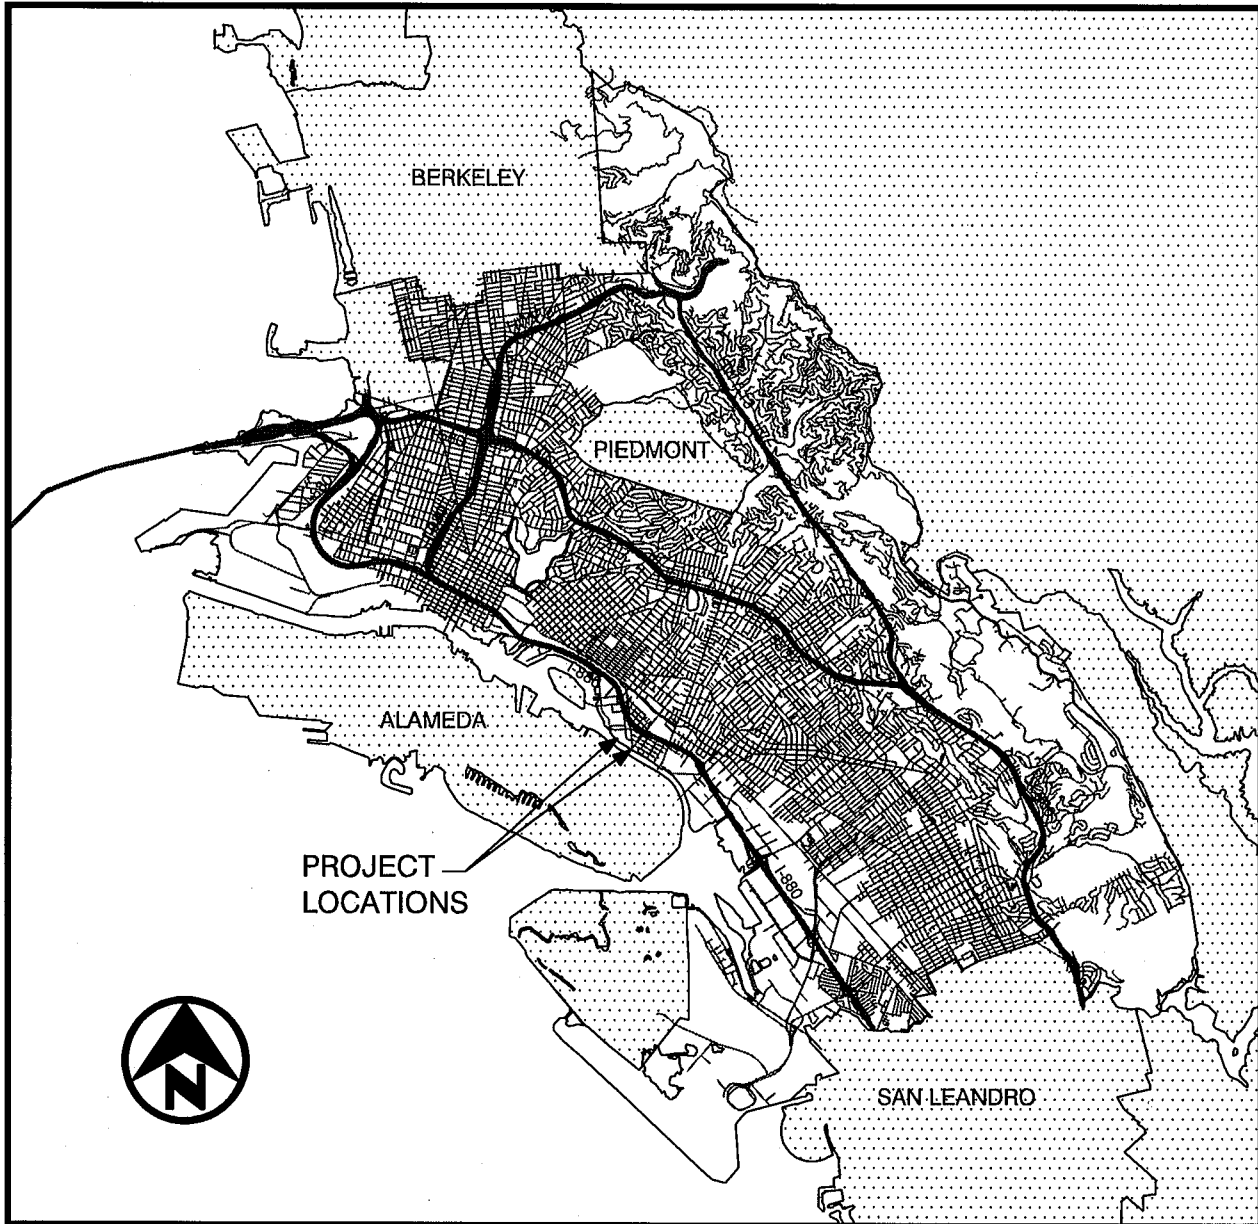 BERKELEY
PIEDMONT
ALAMEDA
PROJECT
LOCATIONS
I-880
SAN LEANDRO
N